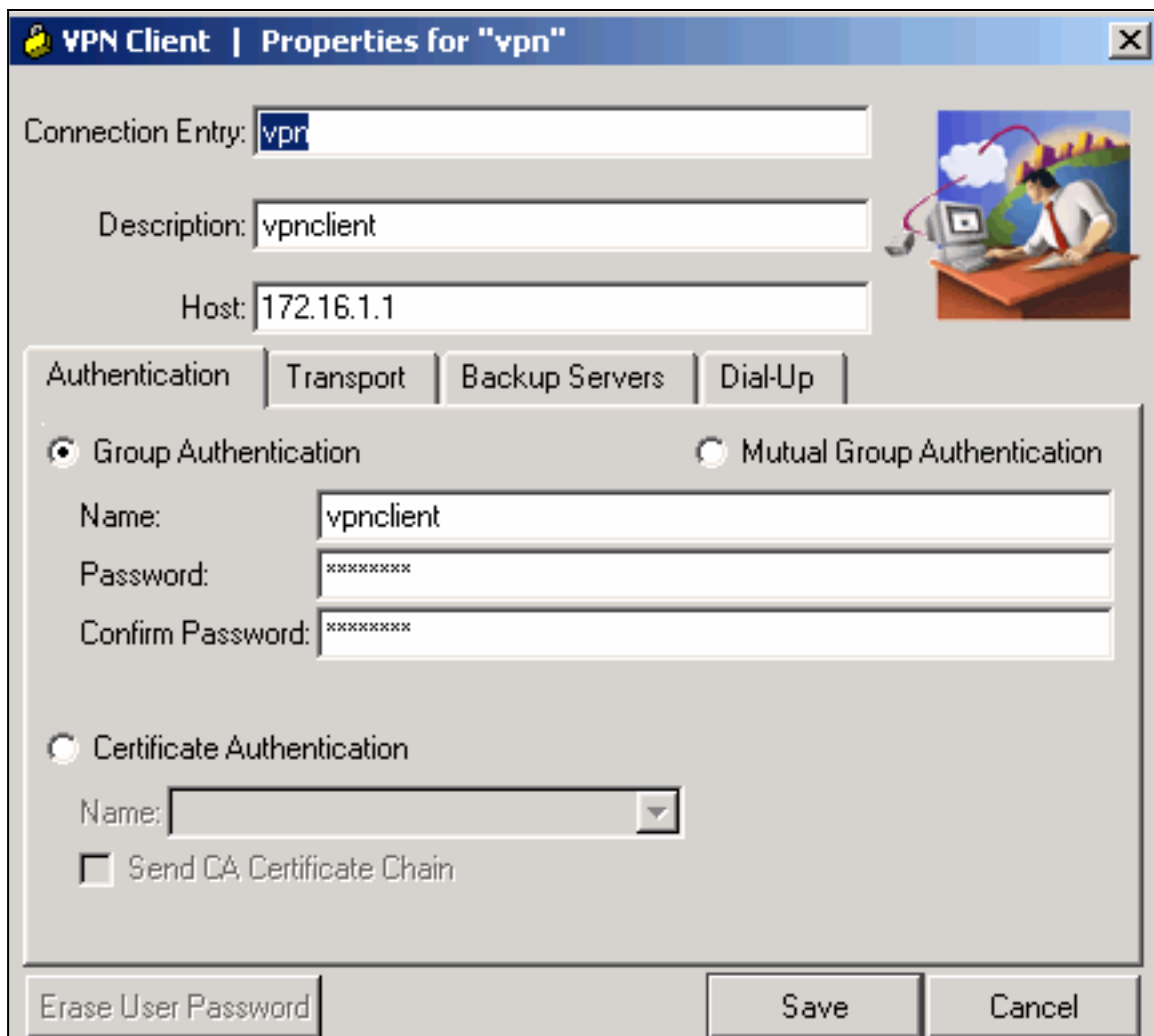 VPN Client | Properties for "vpn"
Connection Entry: vpn
Description: vpnclient
Host: 172.16.1.1
Authentication Transport Backup Servers Dial-Up
Group Authentication Mutual Group Authentication
Name: vpnclient
Password: ********
Confirm Password: ********
Certificate Authentication
Name:
Send CA Certificate Chain
Erase User Password Save Cancel